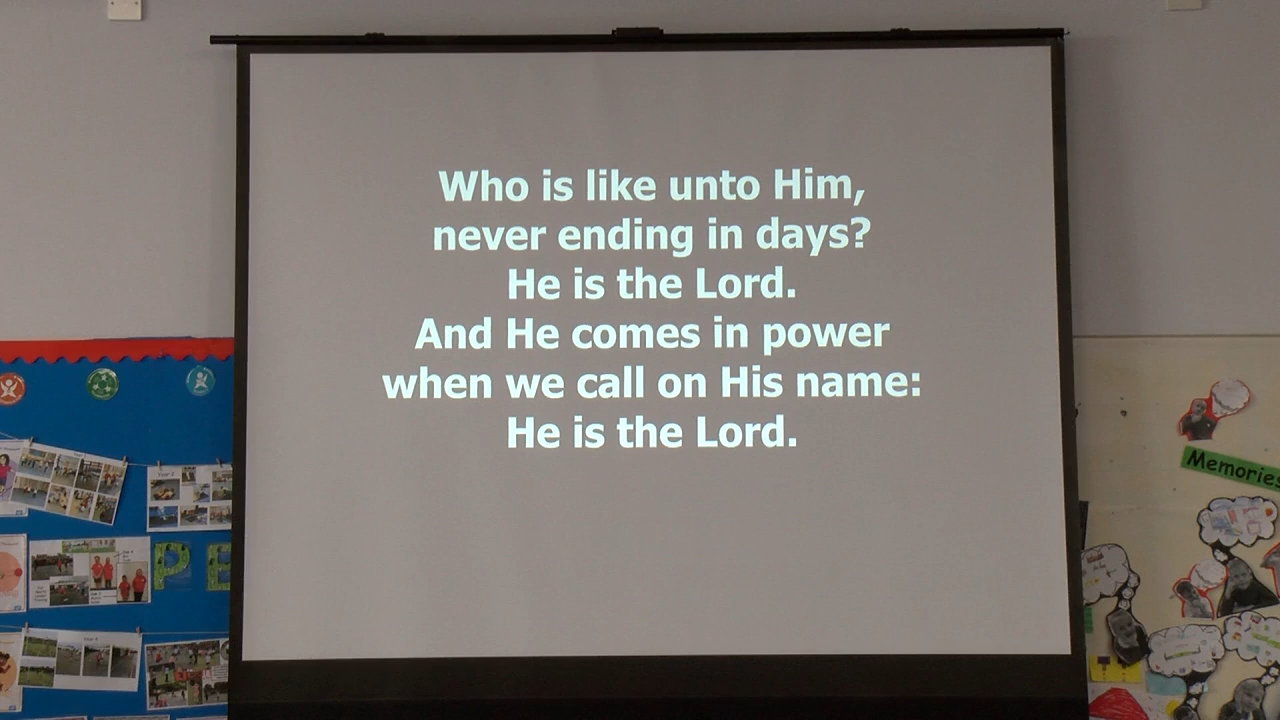 Who is like unto Him,
never ending in days?
He is the Lord.
And He comes in power
when we call on His name:
He is the Lord.
Memories
PE